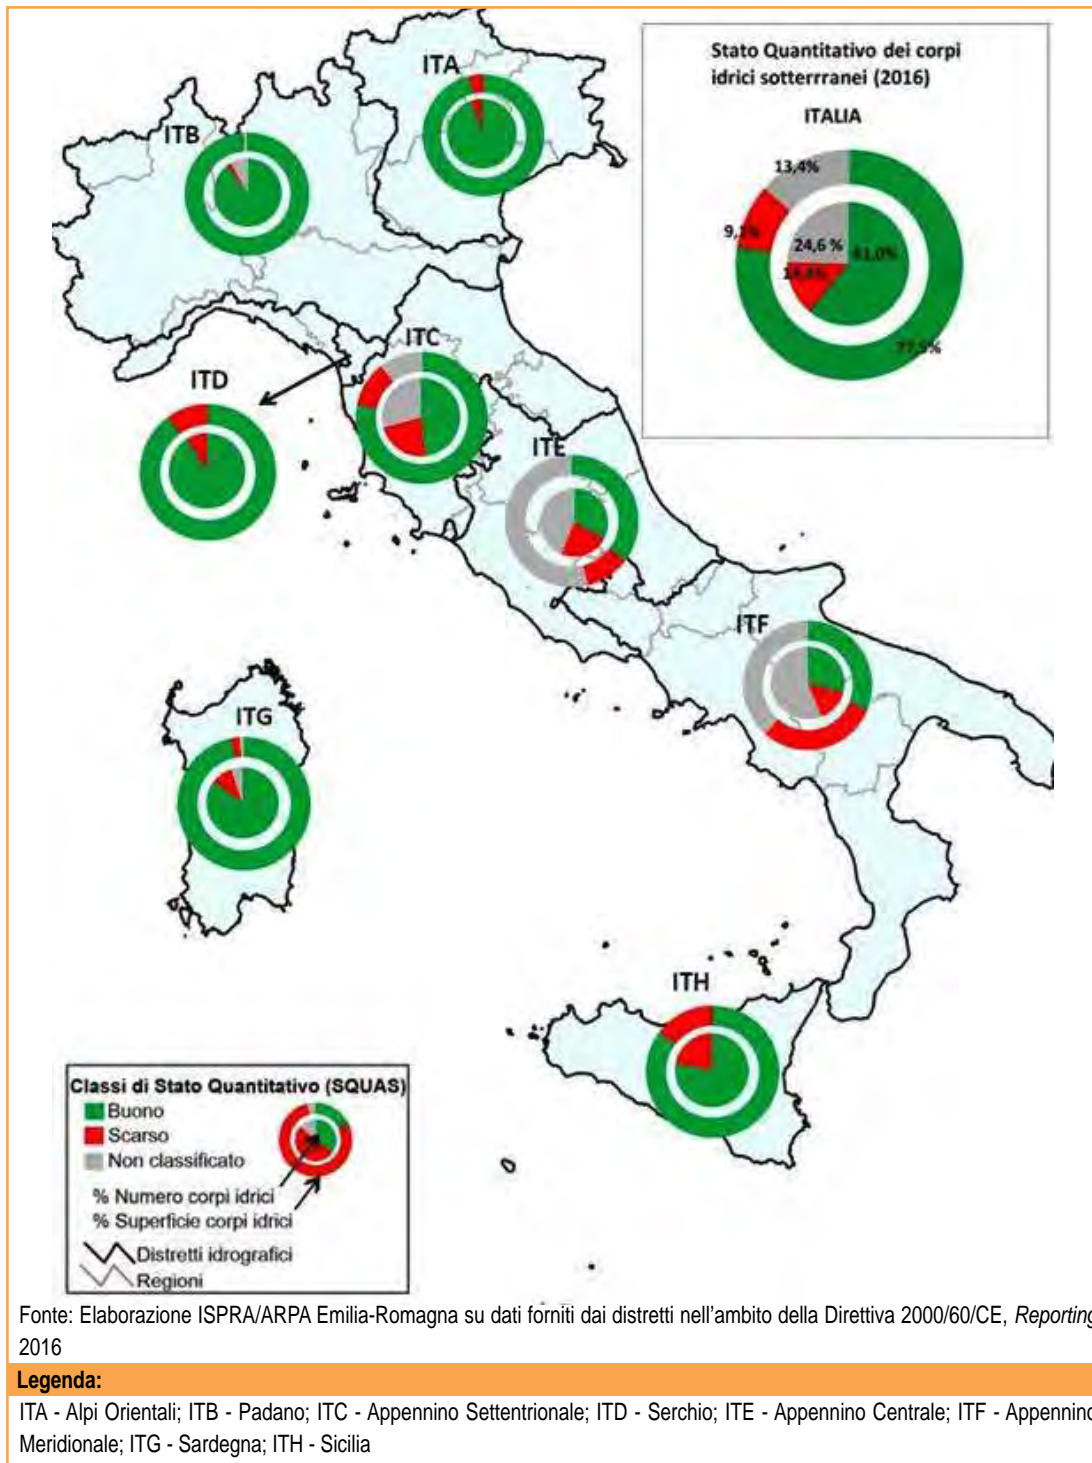 Stato Quantitativo dei corpi
idrici sotterrranei (2016)
ITALIA
13,4%
24,6 %
61,0%
77,5%
ITA
ITB
ITC
ITD
ITE
ITF
ITG
ITH
Classi di Stato Quantitativo (SQUAS)
Buono
Scarso
Non classificato
% Numero corpi idrici
% Superficie corpi idrici
Distretti idrografici
Regioni
Fonte: Elaborazione ISPRA/ARPA Emilia-Romagna su dati forniti dai distretti nell'ambito della Direttiva 2000/60/CE, Reporting
2016
Legenda:
ITA - Alpi Orientali; ITB - Padano; ITC - Appennino Settentrionale; ITD - Serchio; ITE - Appennino Centrale; ITF - Appennino
Meridionale; ITG - Sardegna; ITH - Sicilia